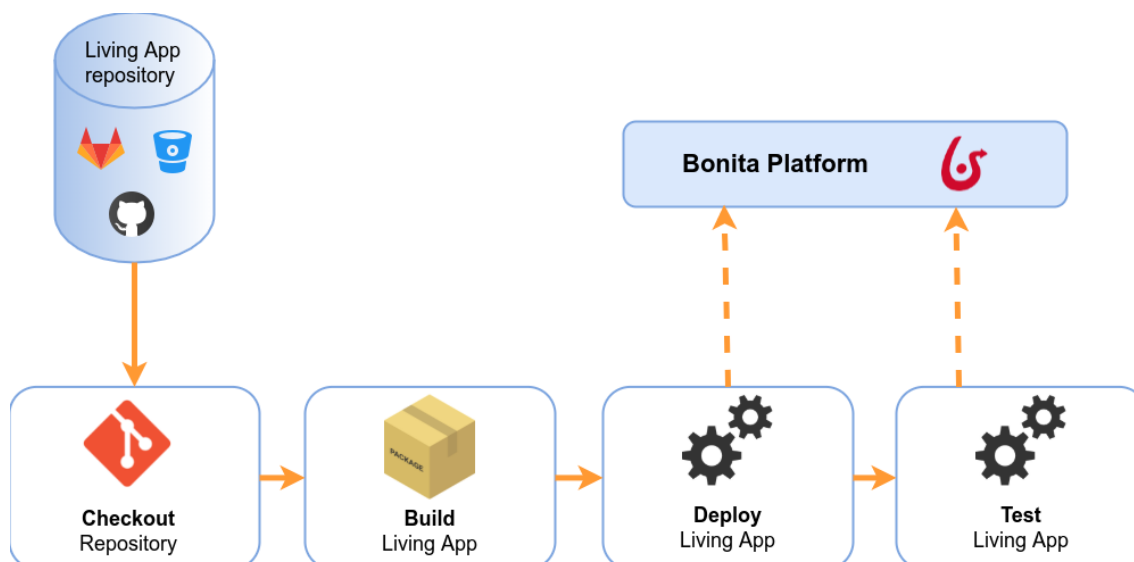 Living App
repository
Bonita Platform
PACKAGE
Checkout
Repository
Build
Living App
Deploy
Living App
Test
Living App